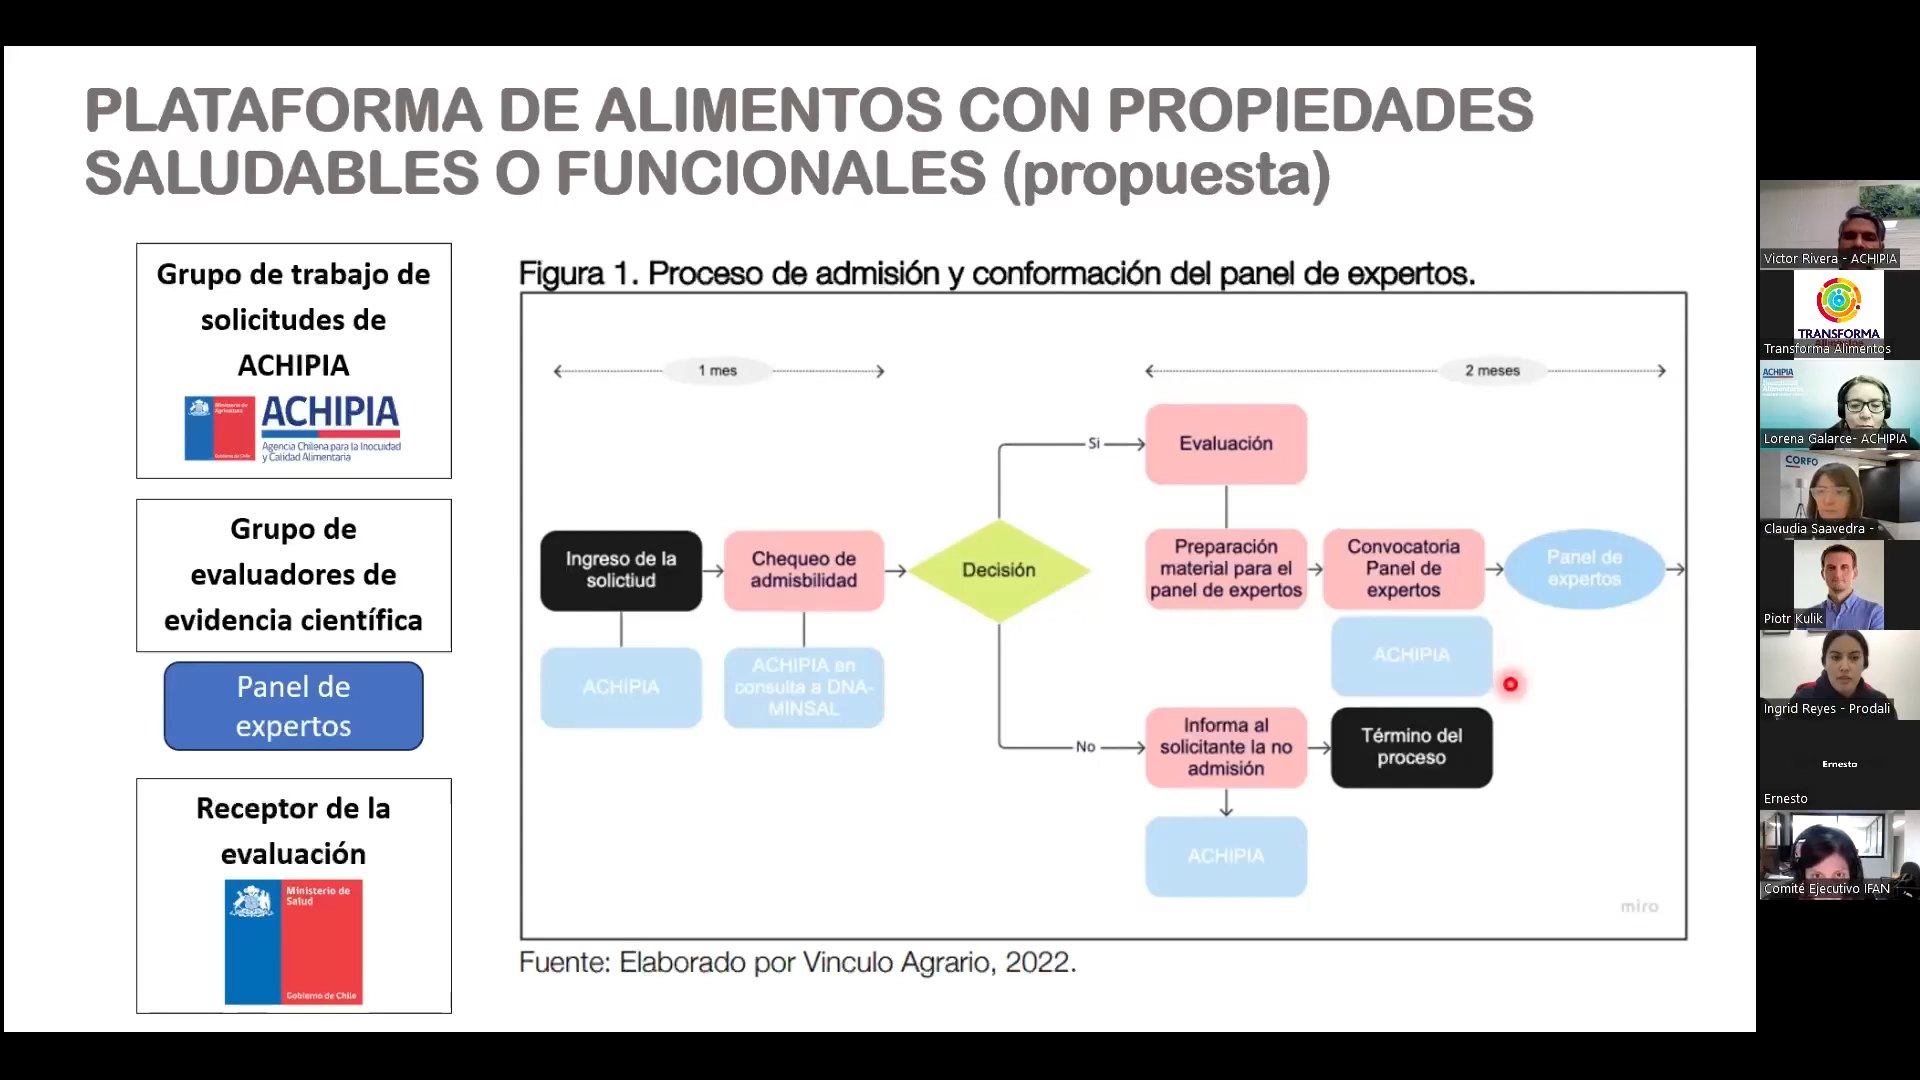 PLATAFORMA DE ALIMENTOS CON PROPIEDADES
SALUDABLES O FUNCIONALES (propuesta)
Grupo de trabajo de
solicitudes de
ACHIPIA
Ministerio de
Agricultura
Gobierno de Chile
ACHIPIA
Agencia Chilena para la Inocuidad
y Calidad Alimentaria
Grupo de
evaluadores de
evidencia científica
Panel de
expertos
Receptor de la
evaluación
Ministerio de
Salud
Gobierno de Chile
Figura 1. Proceso de admisión y conformación del panel de expertos.
1 mes
2 meses
Si
Evaluación
Ingreso de la
solictiud
Chequeo de
admisbilidad
Decisión
Preparación
material para el
panel de expertos
Convocatoria
Panel de
expertos
Panel de
expertos
ACHIPIA
ACHIPIA en
consulta a DNA-
MINSAL
ACHIPIA
No
Informa al
solicitante la no
admisión
Término del
proceso
ACHIPIA
miro
Fuente: Elaborado por Vinculo Agrario, 2022.
Victor Rivera - ACHIPIA
TRANSFORMA
Transforma Alimentos
ACHIPIA
Lorena Galarce- ACHIPIA
CORFO
Claudia Saavedra -
Piotr Kulik
Ingrid Reyes - Prodali
Ernesto
Ernesto
Comité Ejecutivo IFAN